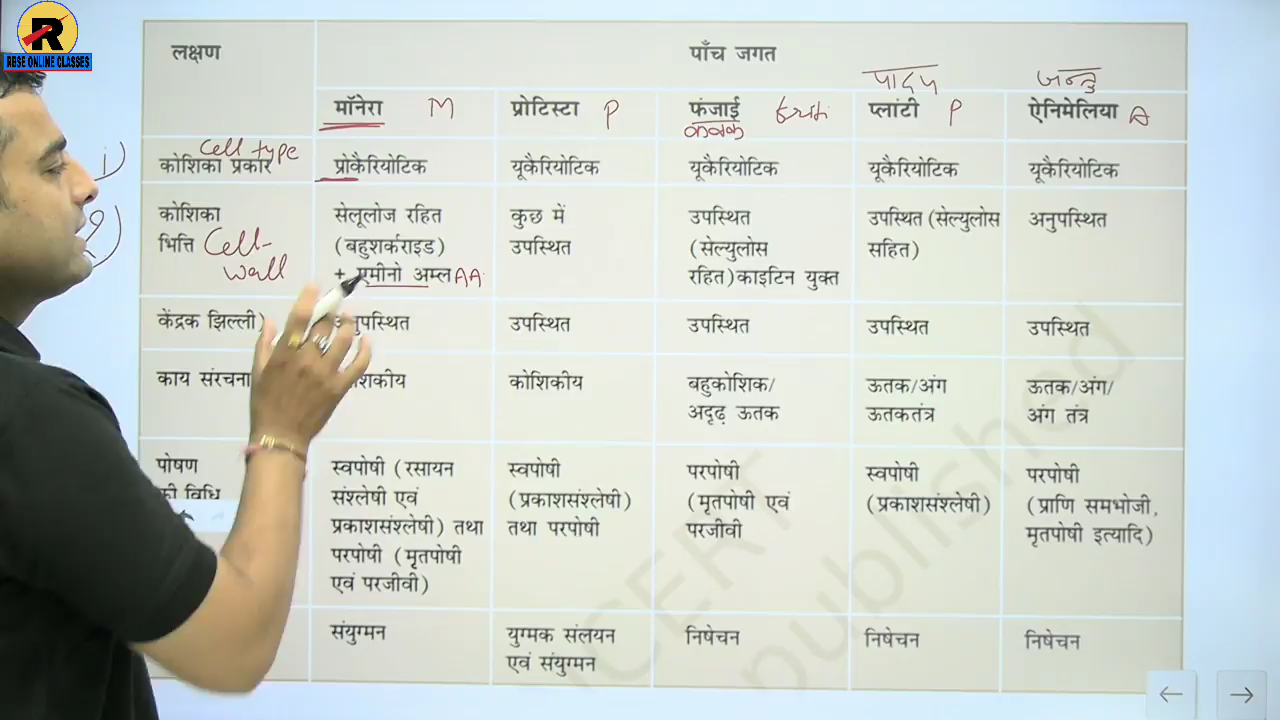 R
RBSE ONLINE CLASSES
लक्षण
पाँच जगत
पादप
जन्तु
मॉनेरा M
प्रोटिस्टा P
फंजाई
कवक
प्लांटी P
ऐनिमेलिया A
i)
Cell type
कोशिका प्रकार
प्रोकैरियोटिक
यूकैरियोटिक
यूकैरियोटिक
यूकैरियोटिक
यूकैरियोटिक
2)
कोशिका
भित्ति Cell-
wall
सेलूलोज रहित
(बहुशर्कराइड)
+ एमीनो अम्ल AA
कुछ में
उपस्थित
उपस्थित
(सेल्युलोस
रहित)काइटिन युक्त
उपस्थित (सेल्युलोस
सहित)
अनुपस्थित
केंद्रक झिल्ली)
उपस्थित
उपस्थित
उपस्थित
उपस्थित
काय संरचना
कोशिकीय
बहुकोशिक/
अदृढ़ ऊतक
ऊतक/अंग
ऊतकतंत्र
ऊतक/अंग/
अंग तंत्र
पोषण
की विधि
स्वपोषी (रसायन
संश्लेषी एवं
प्रकाशसंश्लेषी) तथा
परपोषी (मृतपोषी
एवं परजीवी)
स्वपोषी
(प्रकाशसंश्लेषी)
तथा परपोषी
परपोषी
(मृतपोषी एवं
परजीवी)
स्वपोषी
(प्रकाशसंश्लेषी)
परपोषी
(प्राणि समभोजी,
मृतपोषी इत्यादि)
संयुग्मन
युग्मक संलयन
एवं संयुग्मन
निषेचन
निषेचन
निषेचन
NCERT
published